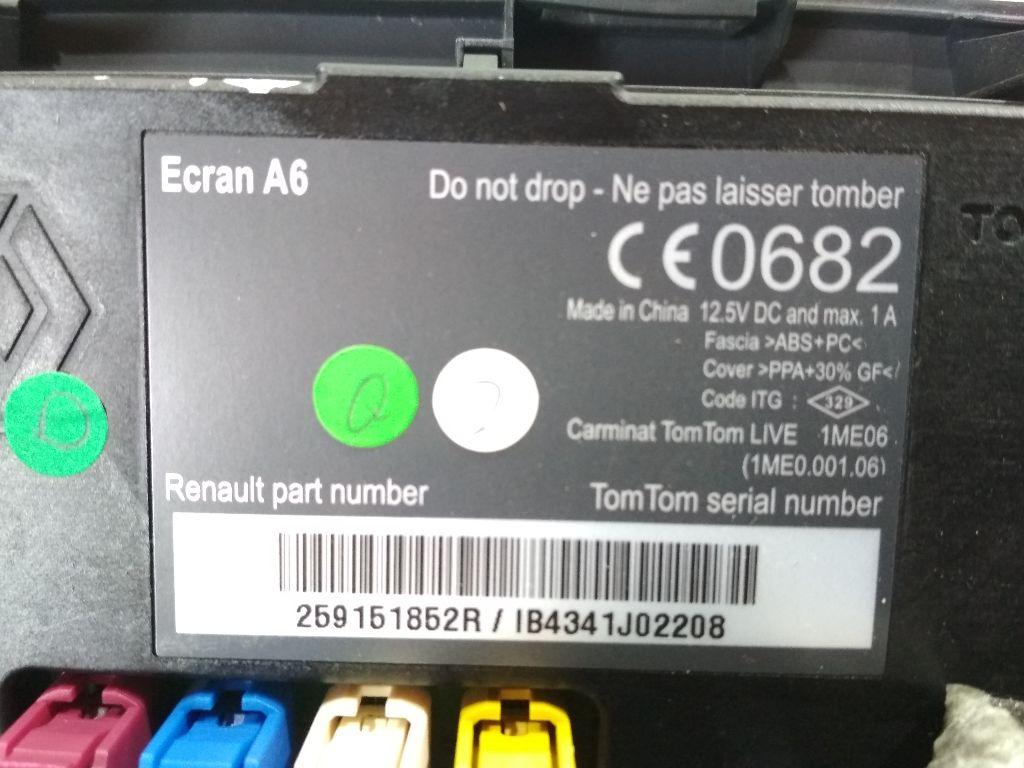 Ecran A6
Do not drop - Ne pas laisser tomber
CE0682
Made in China 12.5V DC and max. 1 A
Fascia >ABS+PC<
Cover >PPA+30% GF<
Code ITG : 329
Carminat TomTom LIVE 1ME06
(1ME0.001.06)
Renault part number
TomTom serial number
259151852R / IB4341J02208
TO